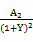 A₂
(1+Y)²